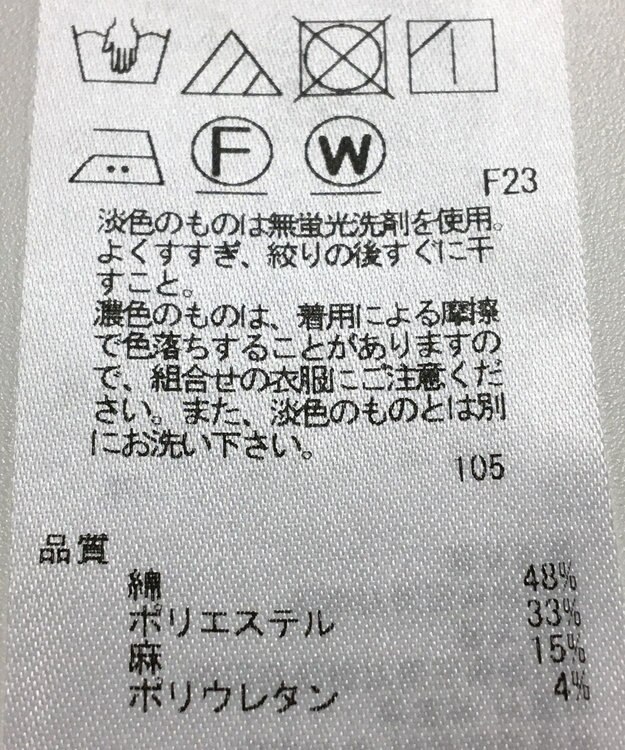 F W
F23
淡色のものは無蛍光洗剤を使用。
よくすすぎ、絞りの後すぐに干
すこと。
濃色のものは、着用による摩擦
で色落ちすることがありますの
で、組合せの衣服にご注意くだ
さい。また、淡色のものとは別
にお洗い下さい。
105
品質
綿 48%
ポリエステル 33%
麻 15%
ポリウレタン 4%